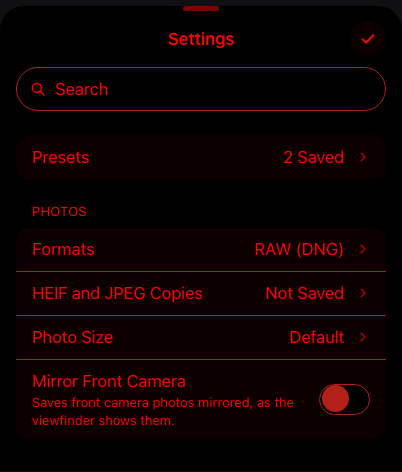 Settings
Search
Presets 2 Saved
PHOTOS
Formats RAW (DNG)
HEIF and JPEG Copies Not Saved
Photo Size Default
Mirror Front Camera
Saves front camera photos mirrored, as the
viewfinder shows them.